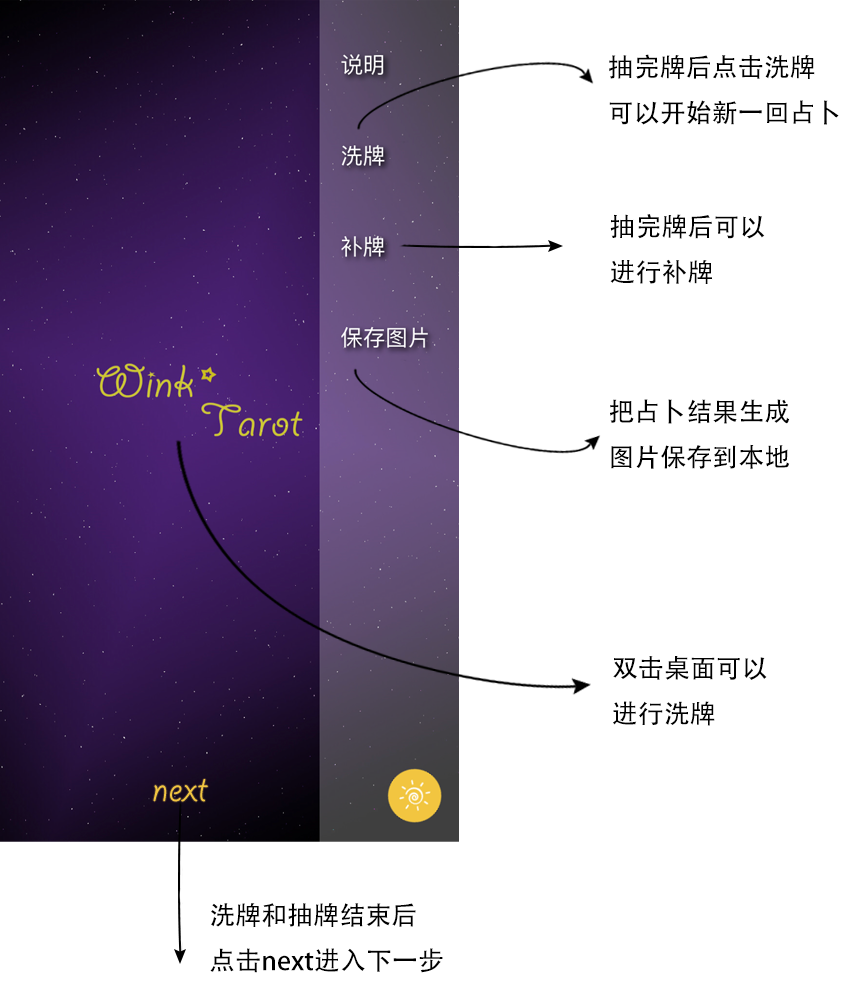 说明
抽完牌后点击洗牌
可以开始新一回占卜
洗牌
补牌
抽完牌后可以
进行补牌
保存图片
把占卜结果生成
图片保存到本地
Wink
Tarot
双击桌面可以
进行洗牌
next
洗牌和抽牌结束后
点击next进入下一步